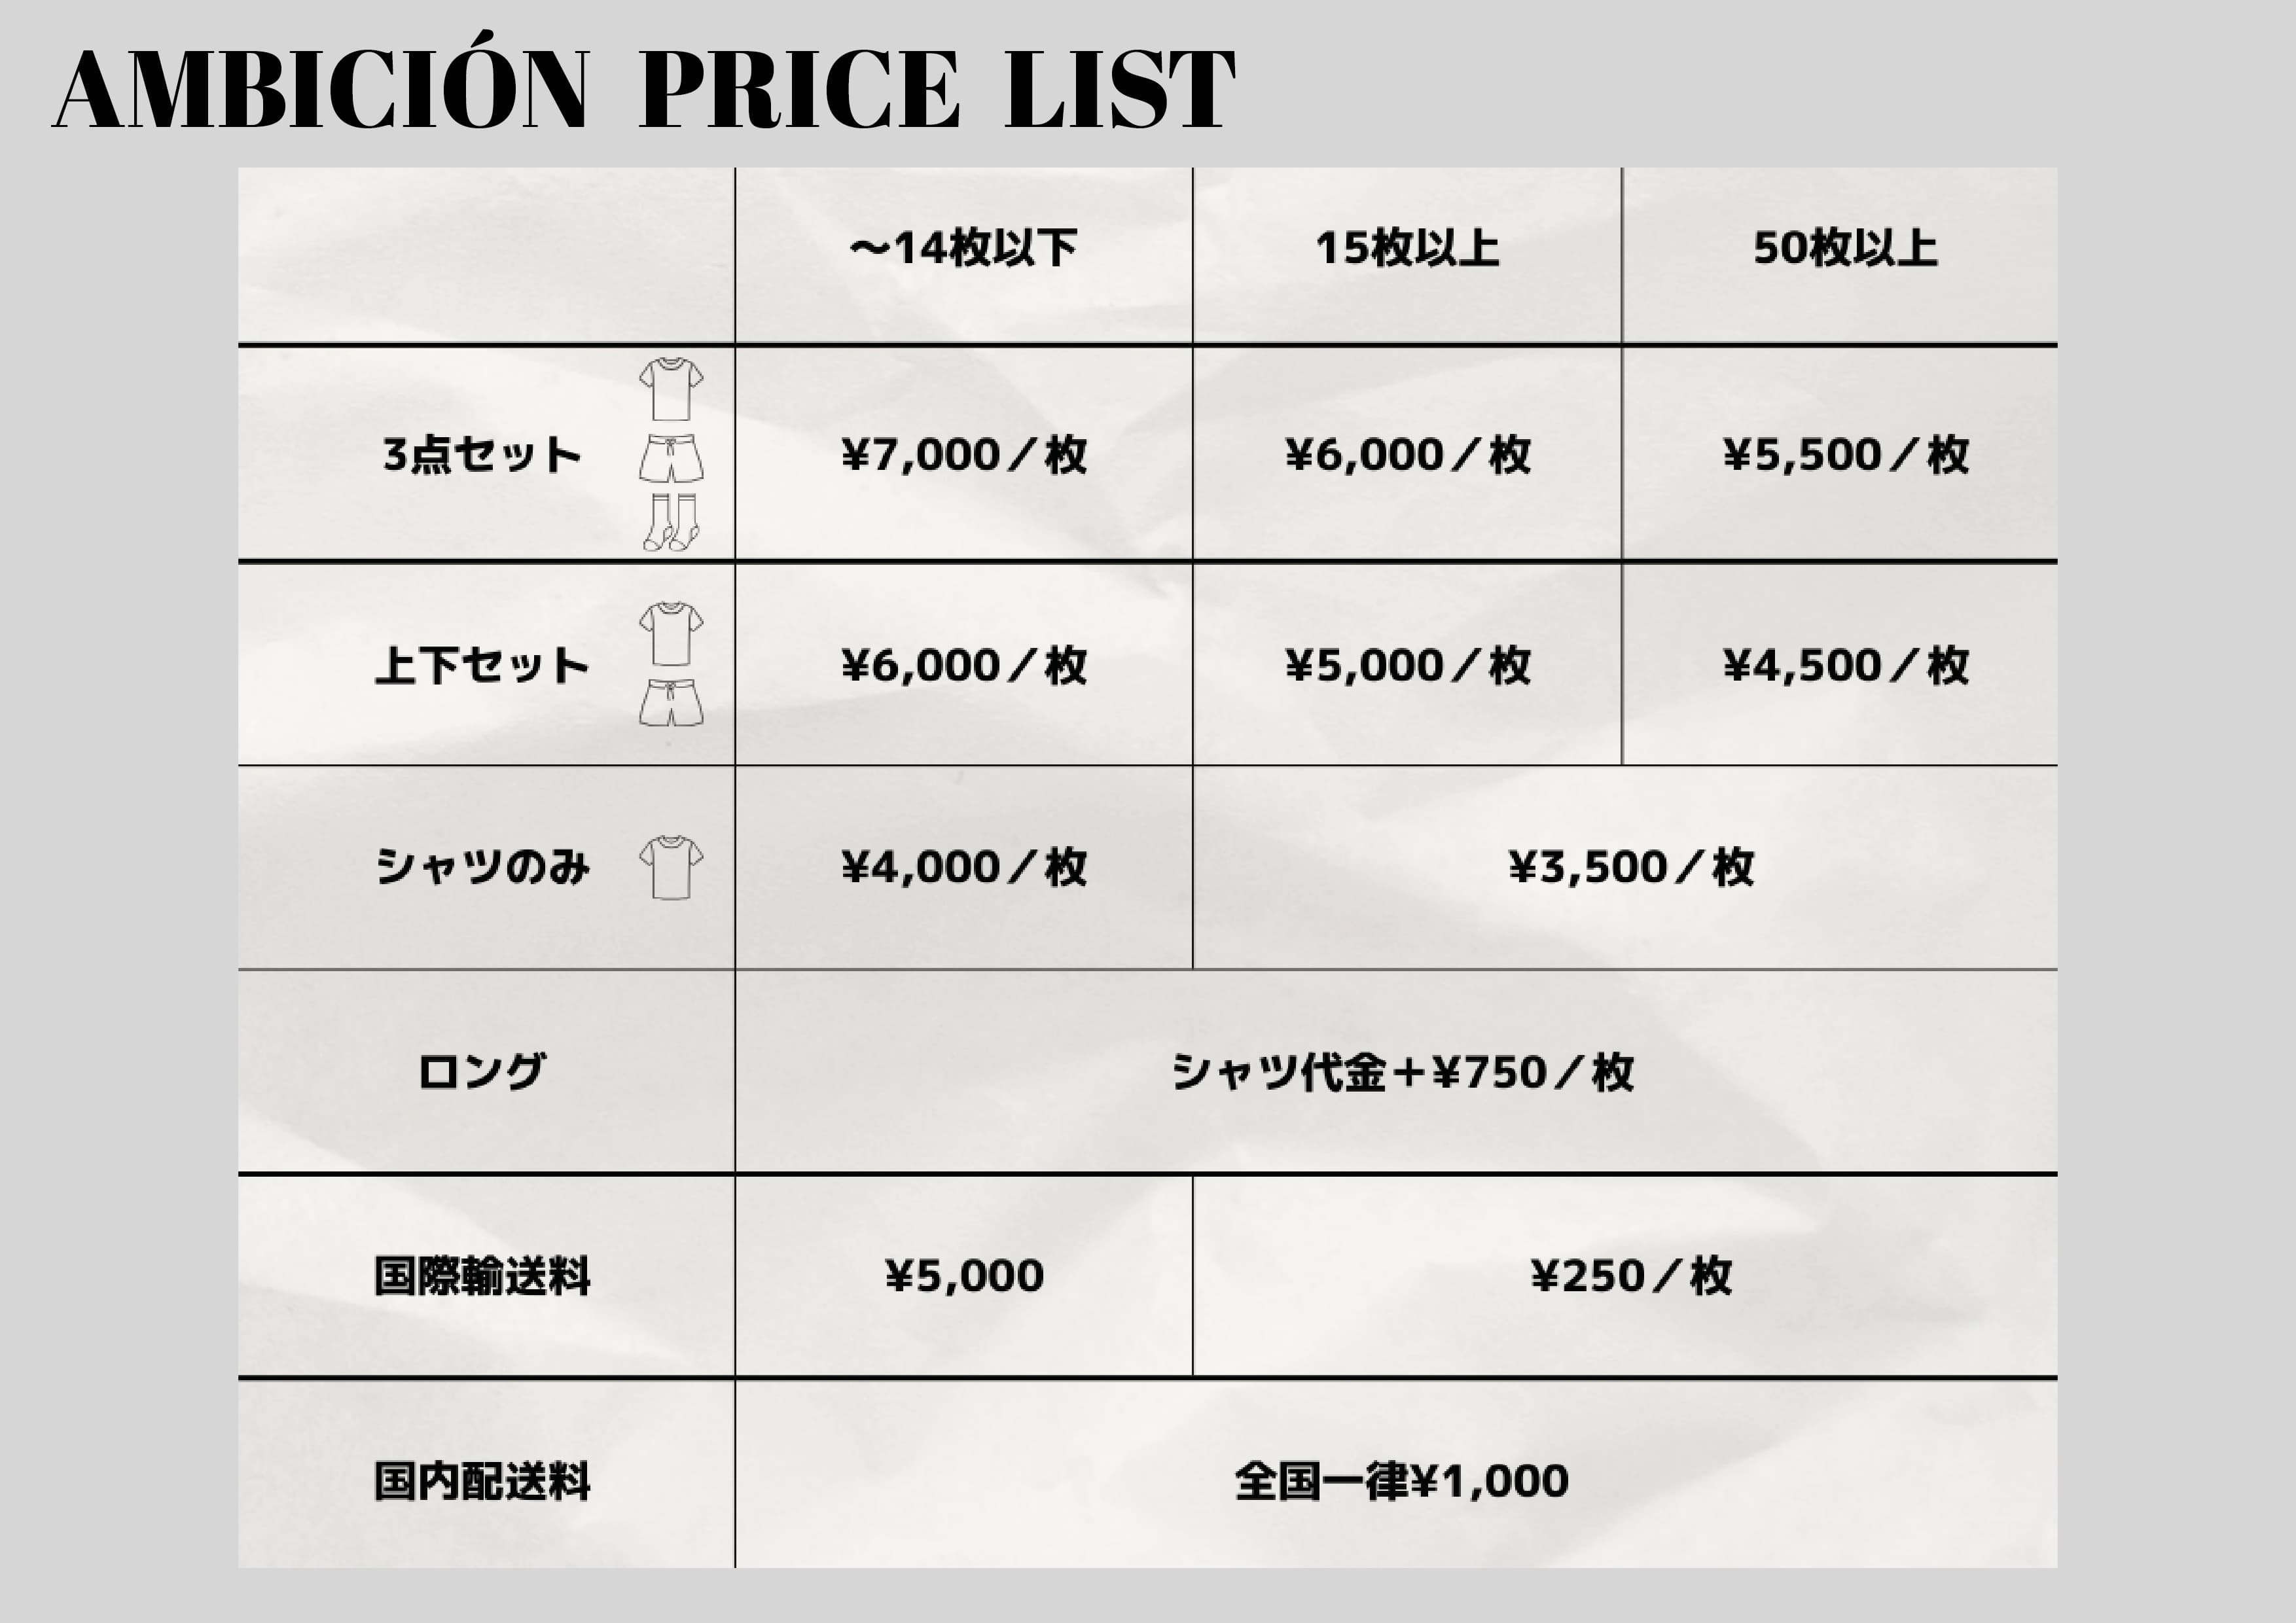 AMBICIÓN PRICE LIST
～14枚以下 15枚以上 50枚以上
3点セット ¥7,000／枚 ¥6,000／枚 ¥5,500／枚
上下セット ¥6,000／枚 ¥5,000／枚 ¥4,500／枚
シャツのみ ¥4,000／枚 ¥3,500／枚
ロング シャツ代金＋¥750／枚
国際輸送料 ¥5,000 ¥250／枚
国内配送料 全国一律¥1,000